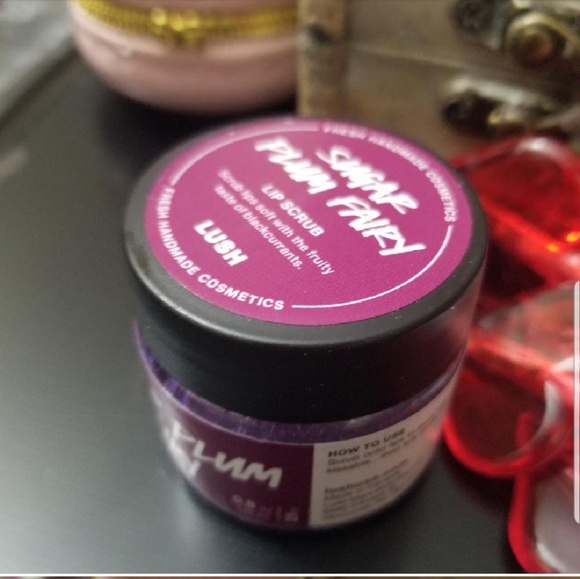 FRESH HANDMADE COSMETICS
SUGAR
PLUM FAIRY
LIP SCRUB
Scrub lips soft with the fruity
taste of blackcurrants.
LUSH
FRESH HANDMADE COSMETICS
PLUM
HOW TO USE